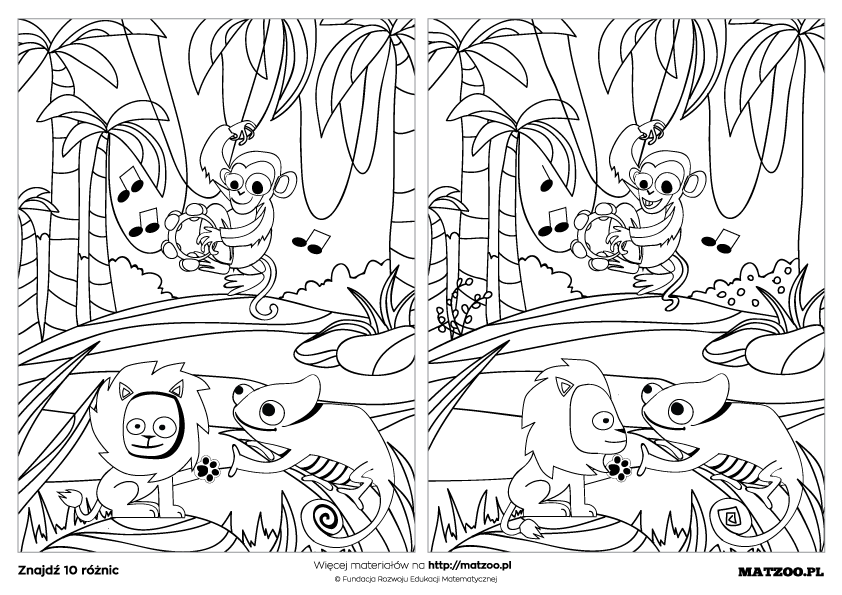 Znajdź 10 różnic
Więcej materiałów na http://matzoo.pl
© Fundacja Rozwoju Edukacji Matematycznej
MATZOO.PL